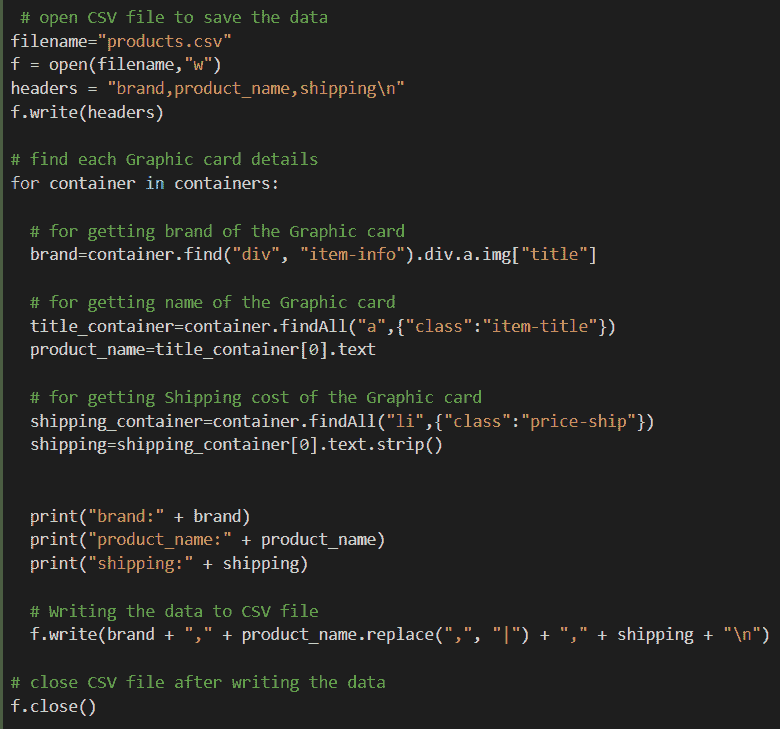 # open CSV file to save the data
filename="products.csv"
f = open(filename,"w")
headers = "brand,product_name,shipping\n"
f.write(headers)
# find each Graphic card details
for container in containers:
# for getting brand of the Graphic card
brand=container.find("div", "item-info").div.a.img["title"]
# for getting name of the Graphic card
title_container=container.findAll("a",{"class":"item-title"})
product_name=title_container[0].text
# for getting Shipping cost of the Graphic card
shipping_container=container.findAll("li",{"class":"price-ship"})
shipping=shipping_container[0].text.strip()
print("brand:" + brand)
print("product_name:" + product_name)
print("shipping:" + shipping)
# Writing the data to CSV file
f.write(brand + "," + product_name.replace(",", "|") + "," + shipping + "\n")
# close CSV file after writing the data
f.close()